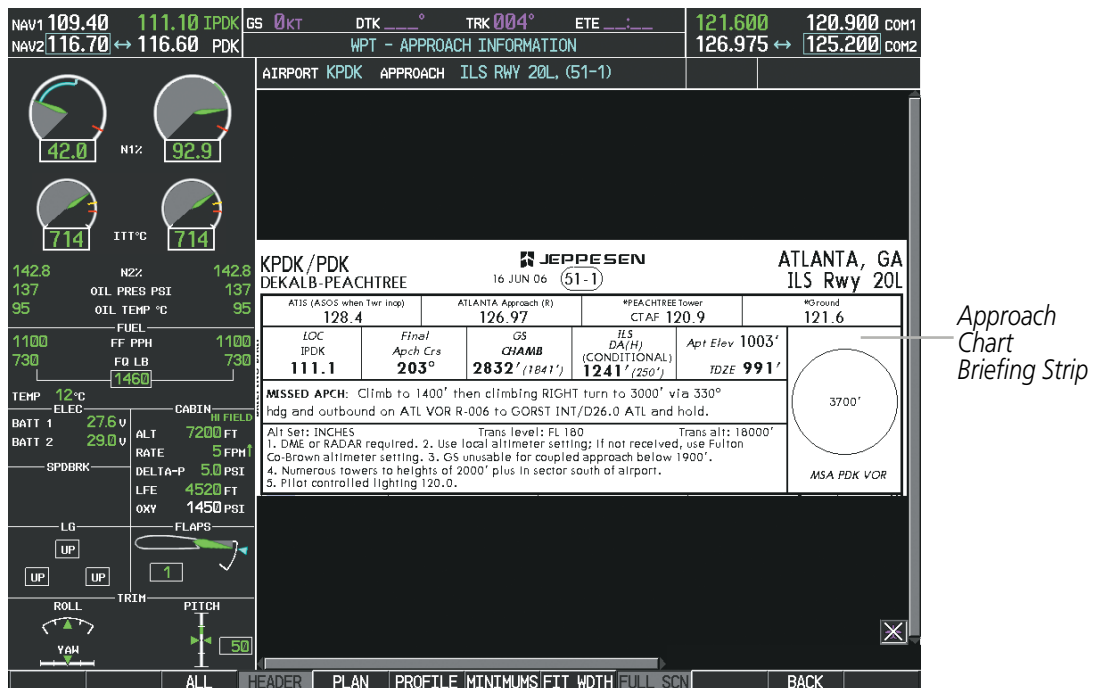 NAV1 109.40 111.10 IPDK
NAV2 116.70 ↔ 116.60 PDK
GS 0KT DTK ___° TRK 004° ETE __:__
WPT - APPROACH INFORMATION
121.600 120.900 COM1
126.975 ↔ 125.200 COM2
AIRPORT KPDK APPROACH ILS RWY 20L, (51-1)
42.0 N1% 92.9
714 ITT°C 714
142.8 N2% 142.8
137 OIL PRES PSI 137
95 OIL TEMP °C 95
FUEL
1100 FF PPH 1100
730 FQ LB 730
1460
TEMP 12°C
ELEC
BATT 1 27.6 V
BATT 2 29.0 V
SPDBRK
CABIN
HI FIELD
ALT 7200 FT
RATE 5 FPM↑
DELTA-P 5.0 PSI
LFE 4520 FT
OXY 1450 PSI
LG
UP
UP UP
FLAPS
1
TRIM
ROLL
YAW
PITCH
50
KPDK/PDK
DEKALB-PEACHTREE
JEPPESEN
16 JUN 06 51-1
ATLANTA, GA
ILS Rwy 20L
ATIS (ASOS when Twr inop)
128.4
ATLANTA Approach (R)
126.97
*PEACHTREE Tower
CTAF 120.9
*Ground
121.6
LOC
IPDK
111.1
Final
Apch Crs
203°
GS
CHAMB
2832' (1841')
ILS
DA(H)
(CONDITIONAL)
1241' (250')
Apt Elev 1003'
TDZE 991'
MISSED APCH: Climb to 1400' then climbing RIGHT turn to 3000' via 330°
hdg and outbound on ATL VOR R-006 to GORST INT/D26.0 ATL and hold.
Alt Set: INCHES Trans level: FL 180 Trans alt: 18000'
1. DME or RADAR required. 2. Use local altimeter setting; if not received, use Fulton
Co-Brown altimeter setting. 3. GS unusable for coupled approach below 1900'.
4. Numerous towers to heights of 2000' plus in sector south of airport.
5. Pilot controlled lighting 120.0.
3700'
MSA PDK VOR
Approach
Chart
Briefing Strip
ALL HEADER PLAN PROFILE MINIMUMS FIT WDTH FULL SCN BACK